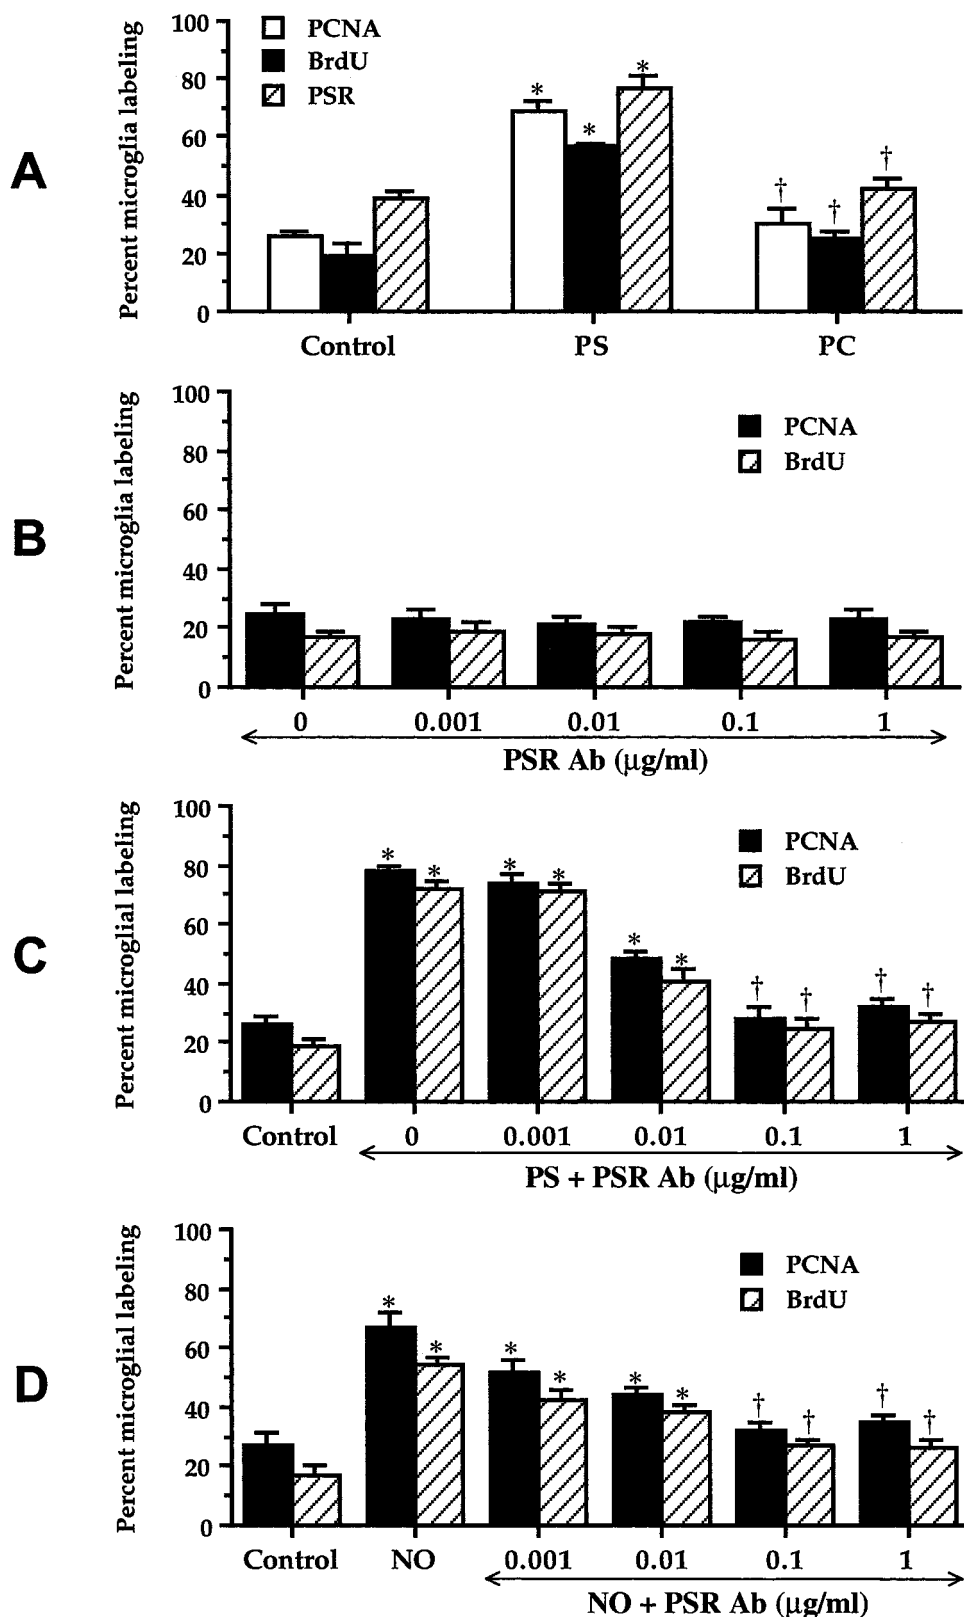 A
Percent microglia labeling
100
80
60
40
20
0
PCNA
BrdU
PSR
* * *
† † †
Control PS PC
B
Percent microglia labeling
100
80
60
40
20
0
PCNA
BrdU
0 0.001 0.01 0.1 1
PSR Ab (μg/ml)
C
Percent microglial labeling
100
80
60
40
20
0
PCNA
BrdU
* * * * * * † † † †
Control 0 0.001 0.01 0.1 1
PS + PSR Ab (μg/ml)
D
Percent microglial labeling
100
80
60
40
20
0
PCNA
BrdU
* * * * * * † † † †
Control NO 0.001 0.01 0.1 1
NO + PSR Ab (μg/ml)